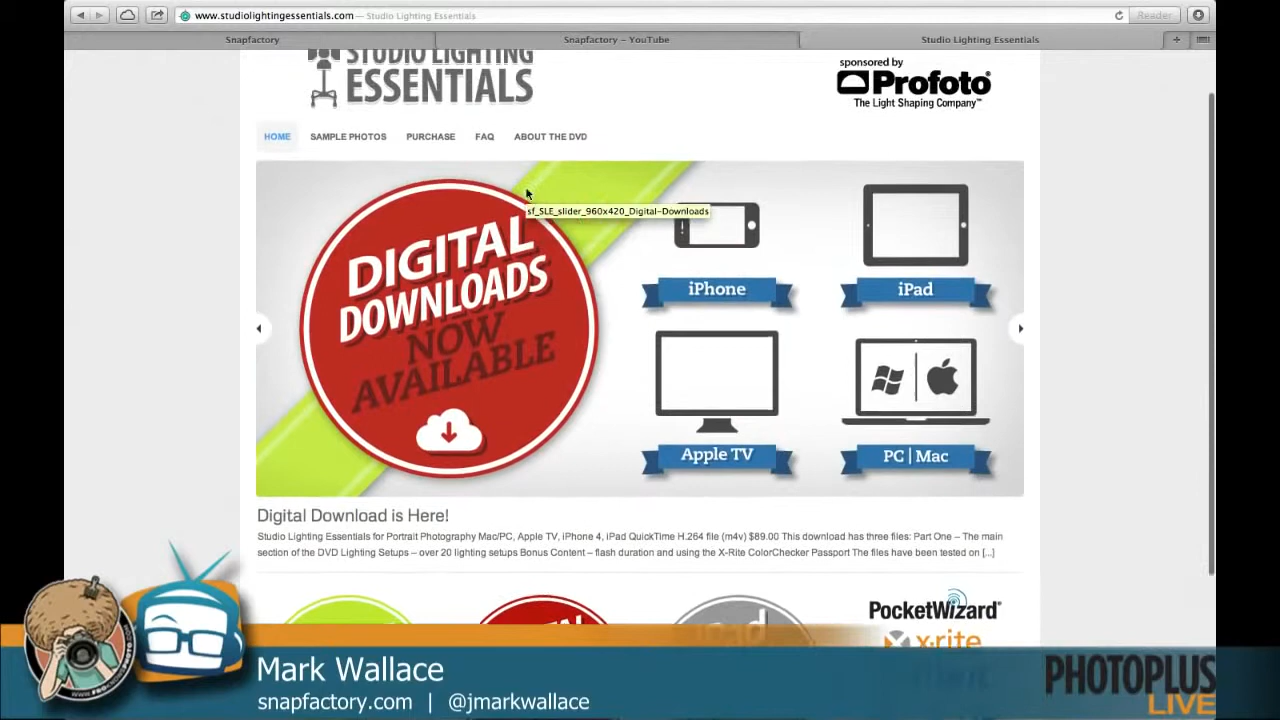 www.studiolightingessentials.com — Studio Lighting Essentials
Reader
Snapfactory
Snapfactory – YouTube
Studio Lighting Essentials
STUDIO LIGHTING
ESSENTIALS
sponsored by
Profoto®
The Light Shaping Company™
HOME SAMPLE PHOTOS PURCHASE FAQ ABOUT THE DVD
sf_SLE_slider_960x420_Digital-Downloads
DIGITAL
DOWNLOADS
NOW
AVAILABLE
iPhone
iPad
Apple TV
PC | Mac
Digital Download is Here!
Studio Lighting Essentials for Portrait Photography Mac/PC, Apple TV, iPhone 4, iPad QuickTime H.264 file (m4v) $89.00 This download has three files: Part One – The main
section of the DVD Lighting Setups – over 20 lighting setups Bonus Content – flash duration and using the X-Rite ColorChecker Passport The files have been tested on [...]
iPad
PocketWizard®
x-rite
Mark Wallace
snapfactory.com | @jmarkwallace
PHOTOPLUS
LIVE